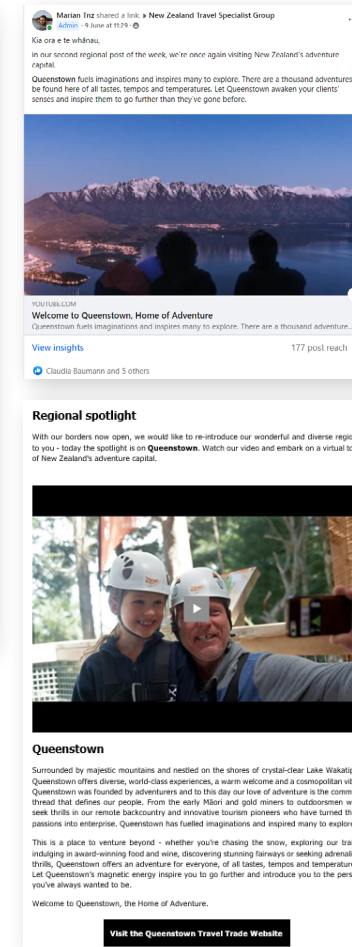 Marian Tnz shared a link. ▸ New Zealand Travel Specialist Group
Admin · 9 June at 11:29 ·
Kia ora e te whānau,
in our second regional post of the week, we're once again visiting New Zealand's adventure
capital.
Queenstown fuels imaginations and inspires many to explore. There are a thousand adventures
be found here of all tastes, tempos and temperatures. Let Queenstown awaken your clients'
senses and inspire them to go further than they've gone before.
YOUTUBE.COM
Welcome to Queenstown, Home of Adventure
Queenstown fuels imaginations and inspires many to explore. There are a thousand adventure...
View insights
177 post reach
Claudia Baumann and 5 others
Regional spotlight
With our borders now open, we would like to re-introduce our wonderful and diverse regio
to you - today the spotlight is on Queenstown. Watch our video and embark on a virtual to
of New Zealand's adventure capital.
Queenstown
Surrounded by majestic mountains and nestled on the shores of crystal-clear Lake Wakatip
Queenstown offers diverse, world-class experiences, a warm welcome and a cosmopolitan vib
Queenstown was founded by adventurers and to this day our love of adventure is the comm
thread that defines our people. From the early Māori and gold miners to outdoorsmen w
seek thrills in our remote backcountry and innovative tourism pioneers who have turned th
passions into enterprise. Queenstown has fuelled imaginations and inspired many to explor
This is a place to venture beyond - whether you're chasing the snow, exploring our trai
indulging in award-winning food and wine, discovering stunning fairways or seeking adrenali
thrills, Queenstown offers an adventure for everyone, of all tastes, tempos and temperature
Let Queenstown's magnetic energy inspire you to go further and introduce you to the pers
you've always wanted to be.
Welcome to Queenstown, the Home of Adventure.
Visit the Queenstown Travel Trade Website